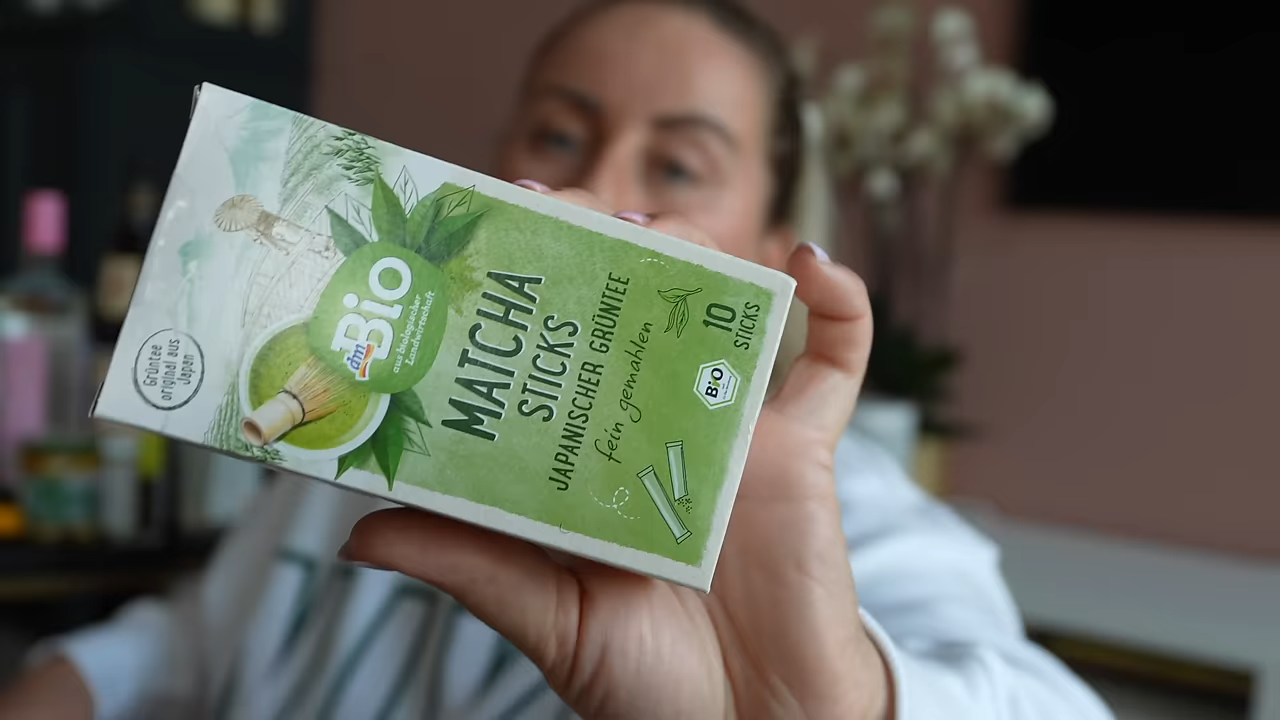 Grüntee
original aus
Japan
dm
Bio
aus biologischer
Landwirtschaft
MATCHA
STICKS
JAPANISCHER GRÜNTEE
fein gemahlen
10
STICKS
BIO